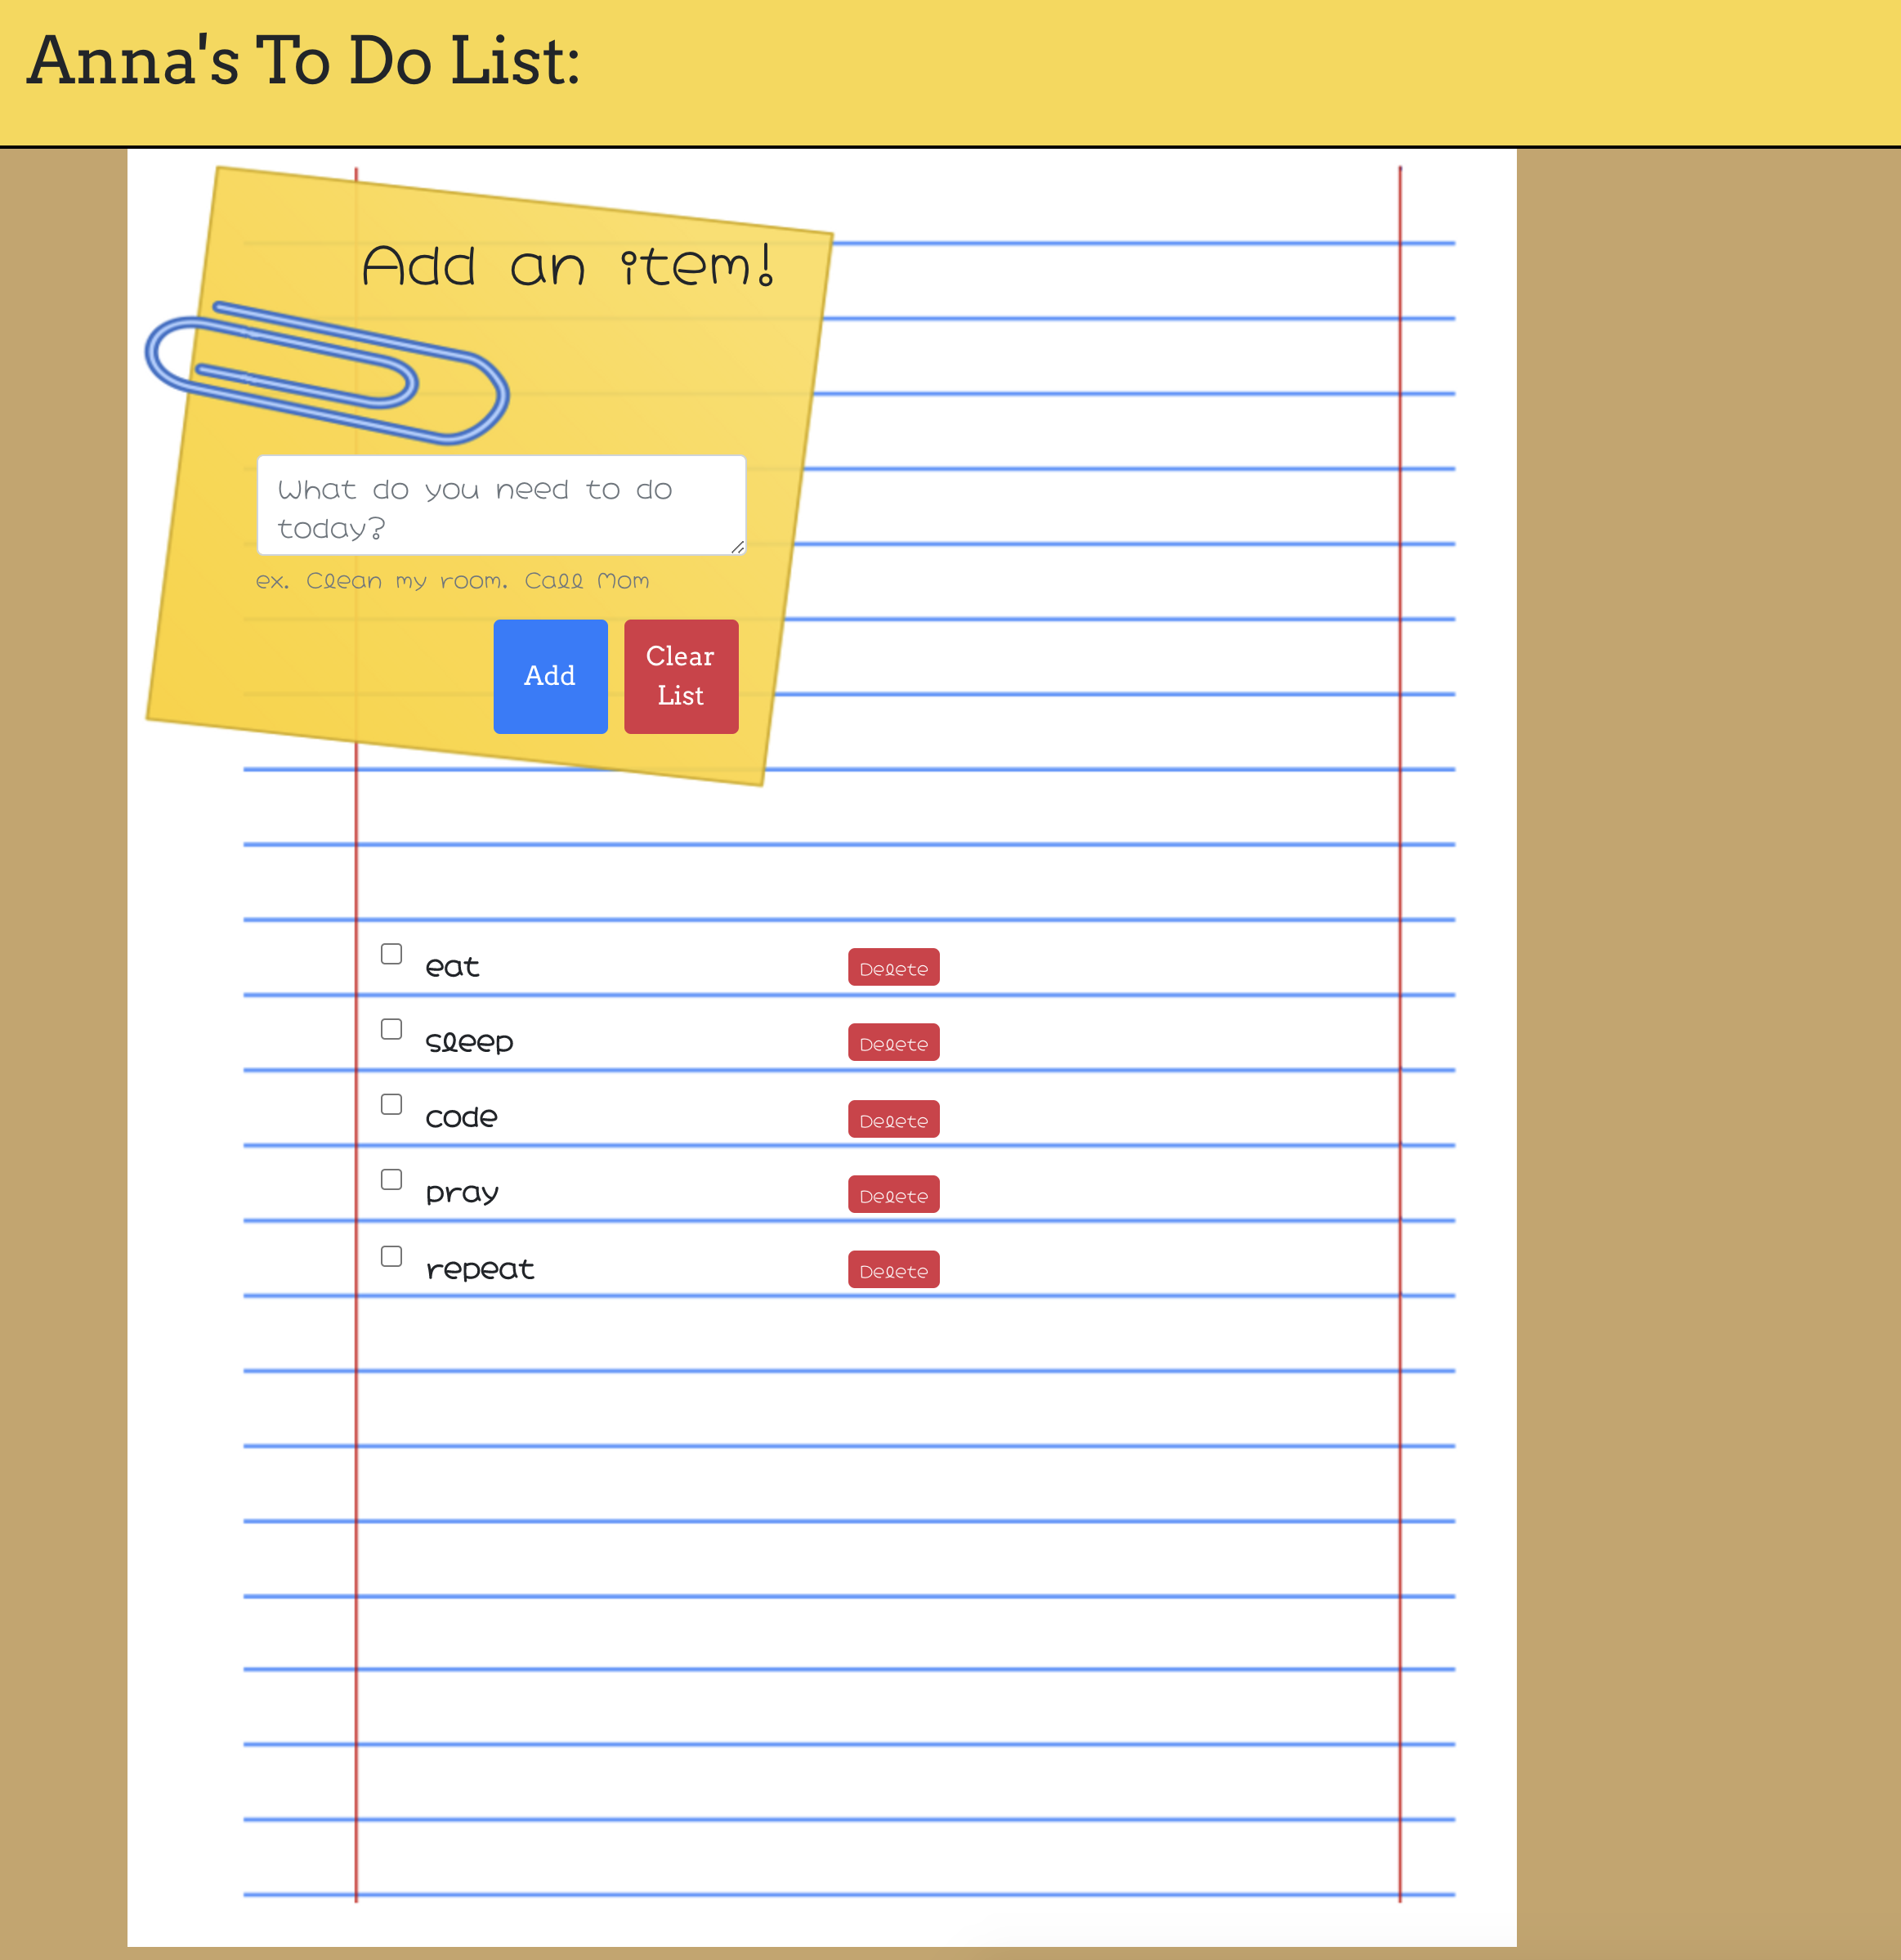 Anna's To Do List:
Add an item!
What do you need to do
today?
ex. Clean my room. Call Mom
Add
Clear
List
eat Delete
sleep Delete
code Delete
pray Delete
repeat Delete